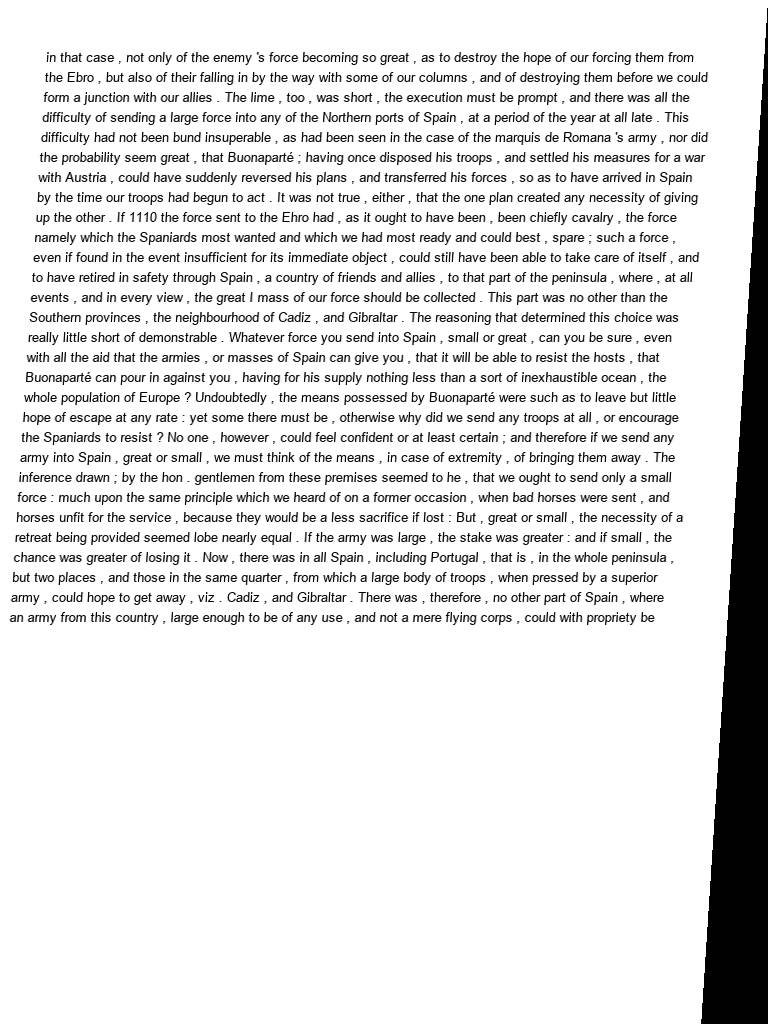 in that case , not only of the enemy 's force becoming so great , as to destroy the hope of our forcing them from
the Ebro , but also of their falling in by the way with some of our columns , and of destroying them before we could
form a junction with our allies . The lime , too , was short , the execution must be prompt , and there was all the
difficulty of sending a large force into any of the Northern ports of Spain , at a period of the year at all late . This
difficulty had not been bund insuperable , as had been seen in the case of the marquis de Romana 's army , nor did
the probability seem great , that Buonaparté ; having once disposed his troops , and settled his measures for a war
with Austria , could have suddenly reversed his plans , and transferred his forces , so as to have arrived in Spain
by the time our troops had begun to act . It was not true , either , that the one plan created any necessity of giving
up the other . If 1110 the force sent to the Ehro had , as it ought to have been , been chiefly cavalry , the force
namely which the Spaniards most wanted and which we had most ready and could best , spare ; such a force ,
even if found in the event insufficient for its immediate object , could still have been able to take care of itself , and
to have retired in safety through Spain , a country of friends and allies , to that part of the peninsula , where , at all
events , and in every view , the great I mass of our force should be collected . This part was no other than the
Southern provinces , the neighbourhood of Cadiz , and Gibraltar . The reasoning that determined this choice was
really little short of demonstrable . Whatever force you send into Spain , small or great , can you be sure , even
with all the aid that the armies , or masses of Spain can give you , that it will be able to resist the hosts , that
Buonaparté can pour in against you , having for his supply nothing less than a sort of inexhaustible ocean , the
whole population of Europe ? Undoubtedly , the means possessed by Buonaparté were such as to leave but little
hope of escape at any rate : yet some there must be , otherwise why did we send any troops at all , or encourage
the Spaniards to resist ? No one , however , could feel confident or at least certain ; and therefore if we send any
army into Spain , great or small , we must think of the means , in case of extremity , of bringing them away . The
inference drawn ; by the hon . gentlemen from these premises seemed to he , that we ought to send only a small
force : much upon the same principle which we heard of on a former occasion , when bad horses were sent , and
horses unfit for the service , because they would be a less sacrifice if lost : But , great or small , the necessity of a
retreat being provided seemed lobe nearly equal . If the army was large , the stake was greater : and if small , the
chance was greater of losing it . Now , there was in all Spain , including Portugal , that is , in the whole peninsula ,
but two places , and those in the same quarter , from which a large body of troops , when pressed by a superior
army , could hope to get away , viz . Cadiz , and Gibraltar . There was , therefore , no other part of Spain , where
an army from this country , large enough to be of any use , and not a mere flying corps , could with propriety be